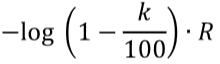 −log (1 − k/100) · R